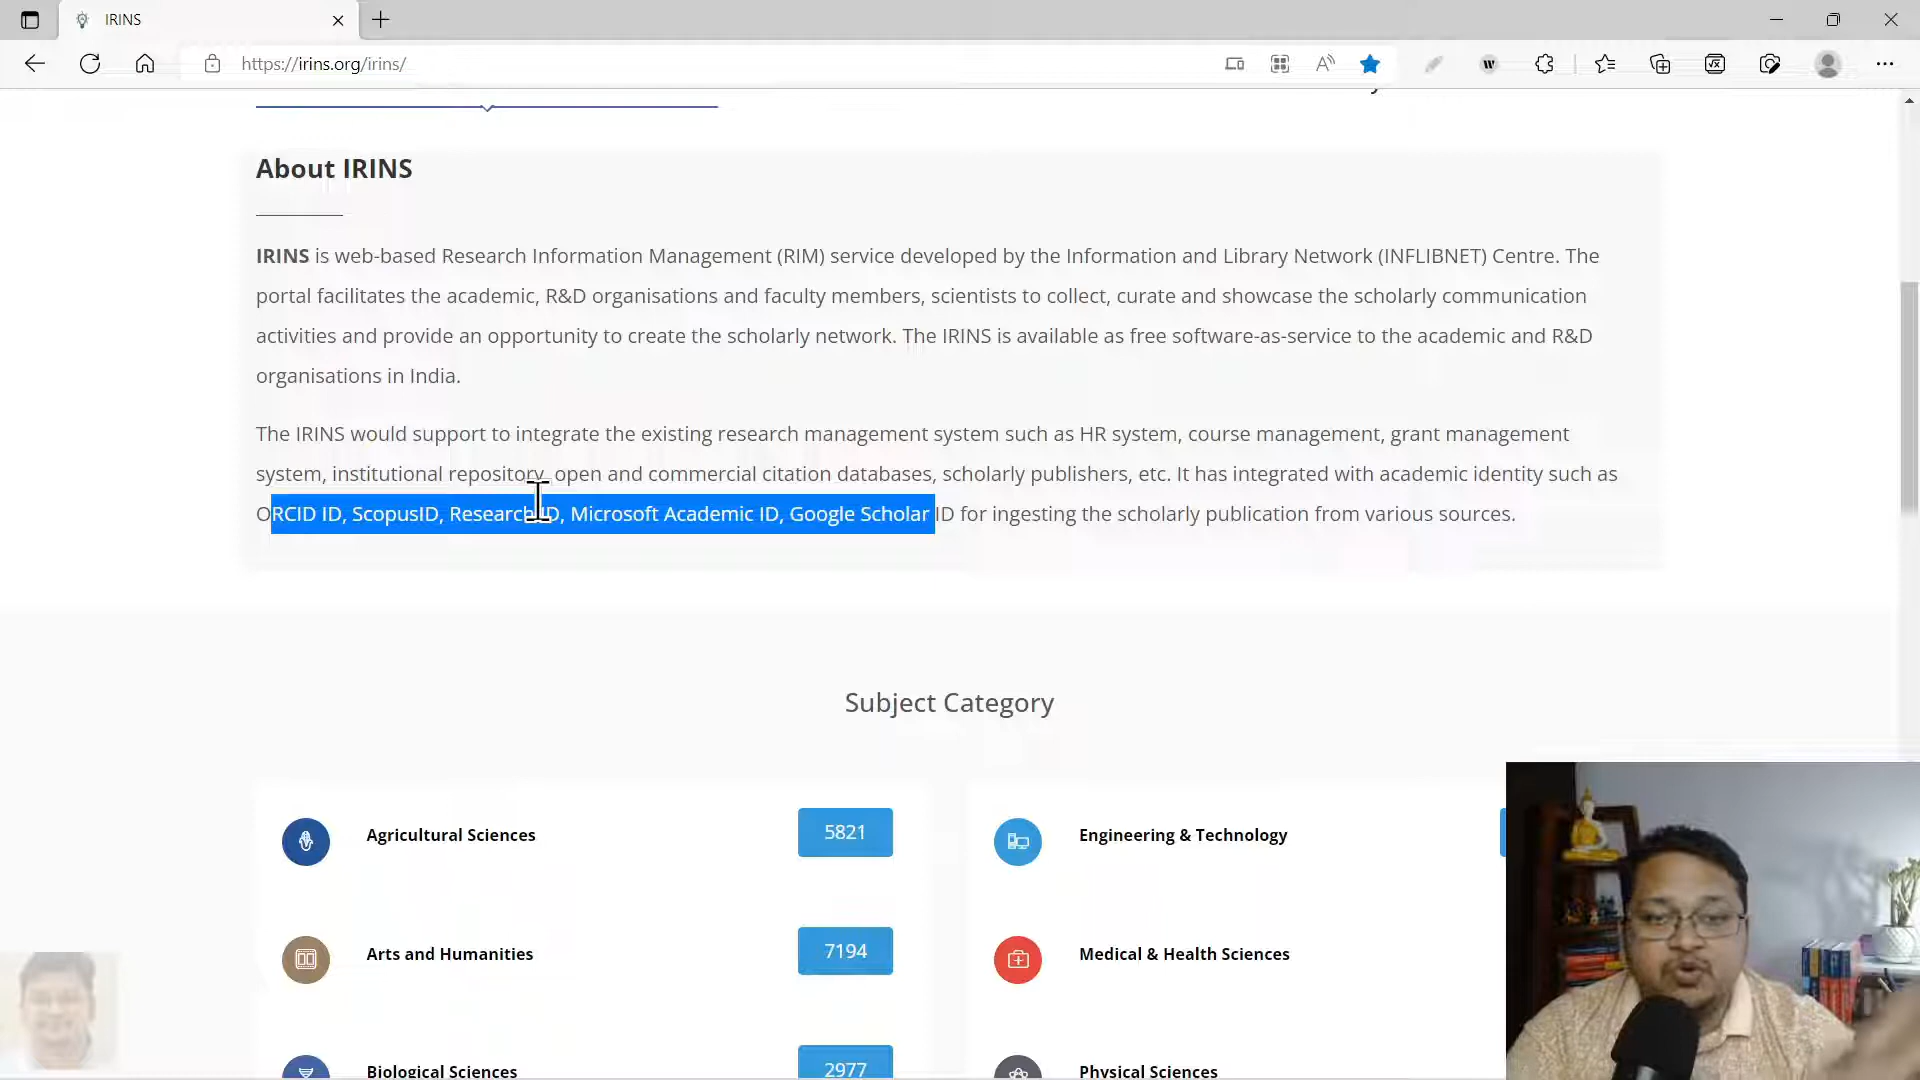 IRINS
https://irins.org/irins/
About IRINS
IRINS is web-based Research Information Management (RIM) service developed by the Information and Library Network (INFLIBNET) Centre. The
portal facilitates the academic, R&D organisations and faculty members, scientists to collect, curate and showcase the scholarly communication
activities and provide an opportunity to create the scholarly network. The IRINS is available as free software-as-service to the academic and R&D
organisations in India.
The IRINS would support to integrate the existing research management system such as HR system, course management, grant management
system, institutional repository, open and commercial citation databases, scholarly publishers, etc. It has integrated with academic identity such as
ORCID ID, ScopusID, Research ID, Microsoft Academic ID, Google Scholar ID for ingesting the scholarly publication from various sources.
Subject Category
Agricultural Sciences 5821 Engineering & Technology
Arts and Humanities 7194 Medical & Health Sciences
Biological Sciences 2977 Physical Sciences